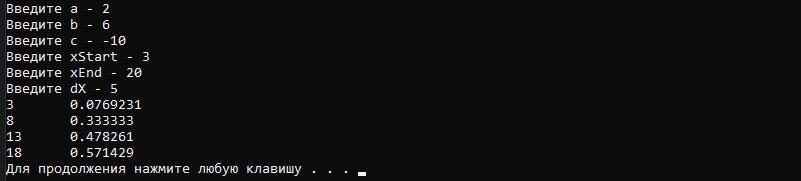 Введите a - 2
Введите b - 6
Введите c - -10
Введите xStart - 3
Введите xEnd - 20
Введите dX - 5
3 0.0769231
8 0.333333
13 0.478261
18 0.571429
Для продолжения нажмите любую клавишу . . .